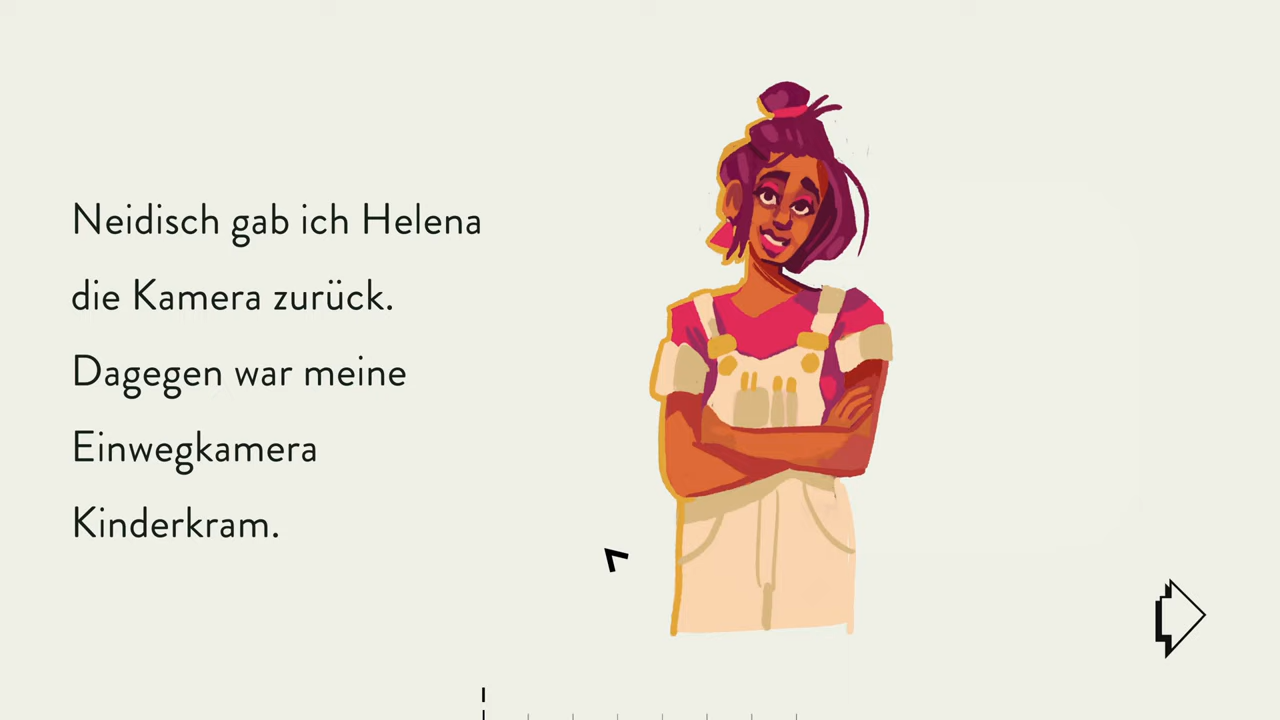 Neidisch gab ich Helena
die Kamera zurück.
Dagegen war meine
Einwegkamera
Kinderkram.